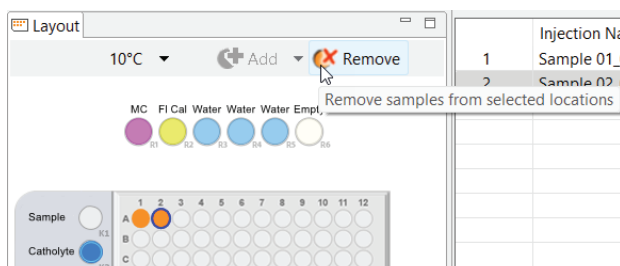 Layout
10°C Add Remove
Injection Na
1 Sample 01_
2 Sample 02
Remove samples from selected locations
MC FI Cal Water Water Water Empty
R1 R2 R3 R4 R5 R6
1 2 3 4 5 6 7 8 9 10 11 12
Sample A
K1
B
Catholyte
C